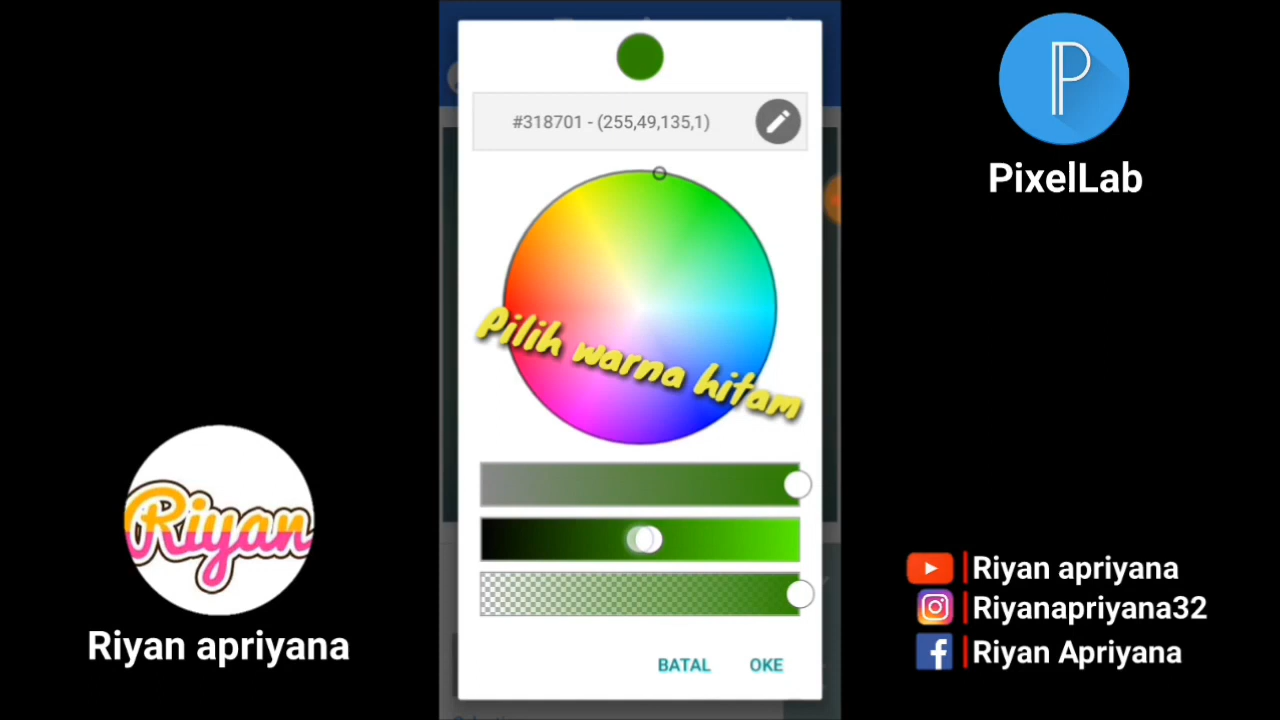 #318701 - (255,49,135,1)
Pilih warna hitam
BATAL OKE
P
PixelLab
Riyan
Riyan apriyana
Riyan apriyana
Riyanapriyana32
Riyan Apriyana